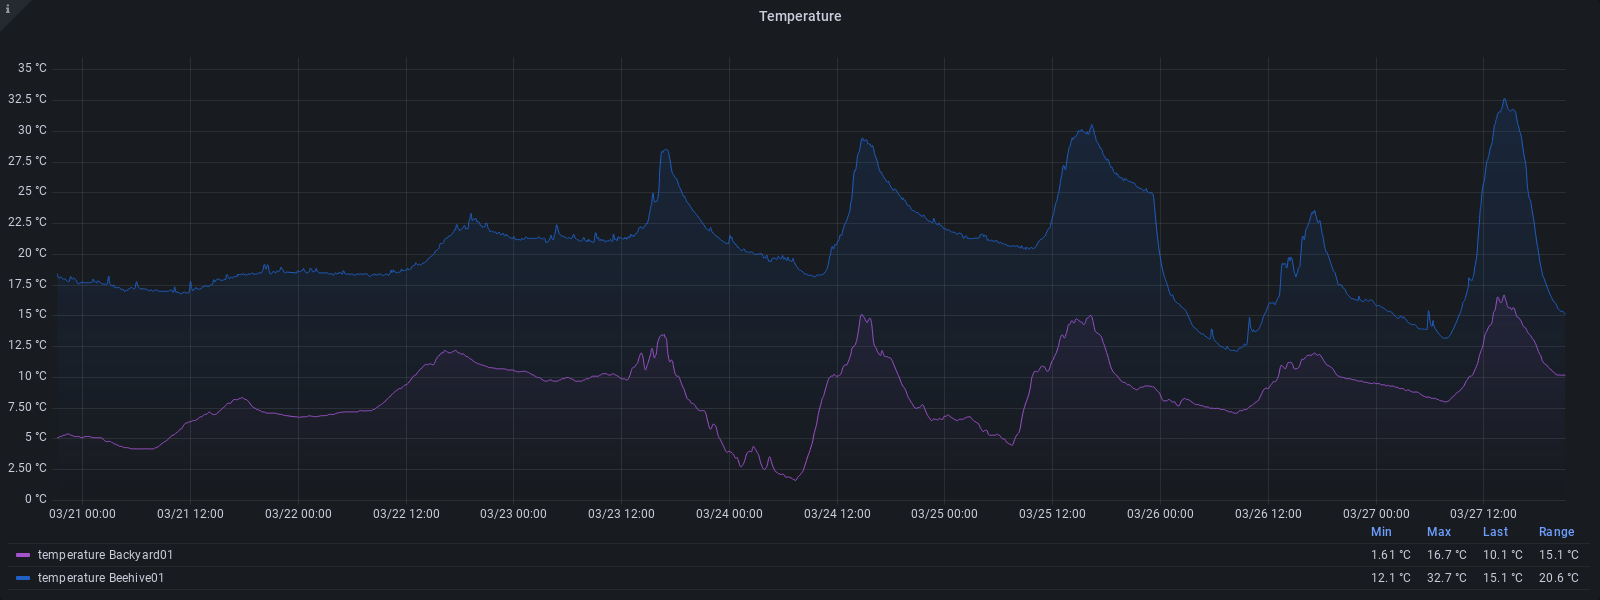 i
Temperature
35 °C
32.5 °C
30 °C
27.5 °C
25 °C
22.5 °C
20 °C
17.5 °C
15 °C
12.5 °C
10 °C
7.50 °C
5 °C
2.50 °C
0 °C
03/21 00:00 03/21 12:00 03/22 00:00 03/22 12:00 03/23 00:00 03/23 12:00 03/24 00:00 03/24 12:00 03/25 00:00 03/25 12:00 03/26 00:00 03/26 12:00 03/27 00:00 03/27 12:00
Min Max Last Range
temperature Backyard01 1.61 °C 16.7 °C 10.1 °C 15.1 °C
temperature Beehive01 12.1 °C 32.7 °C 15.1 °C 20.6 °C